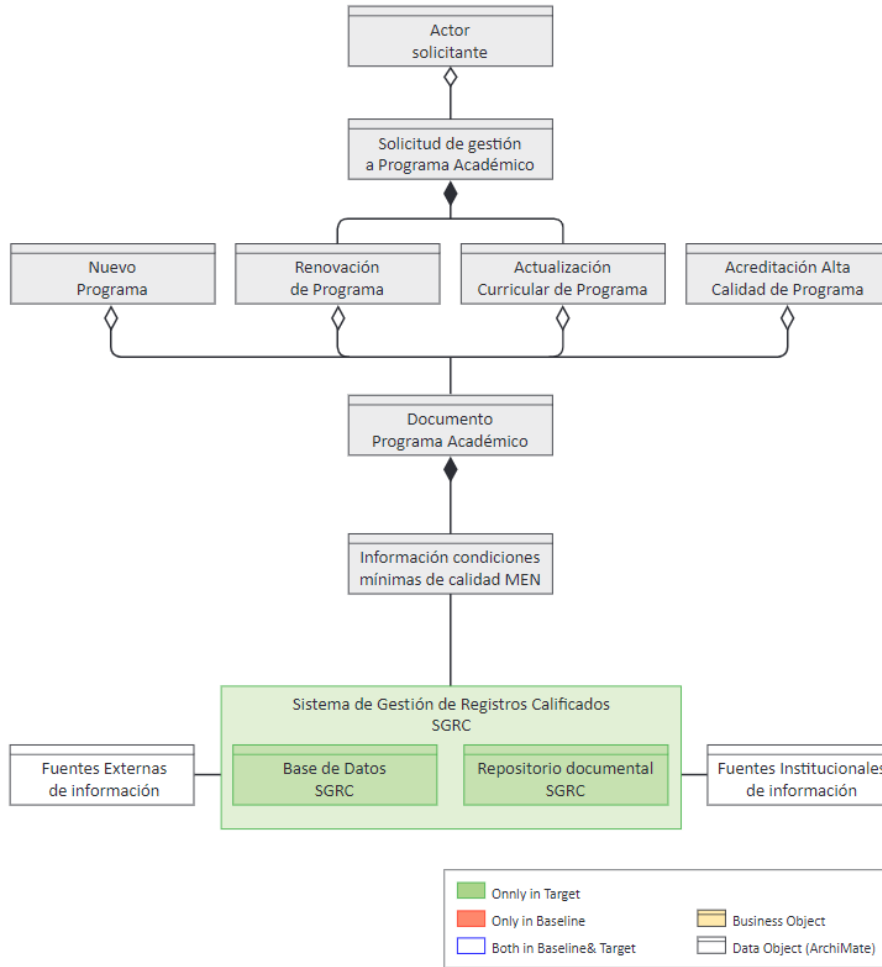 Actor
solicitante
Solicitud de gestión
a Programa Académico
Nuevo
Programa
Renovación
de Programa
Actualización
Curricular de Programa
Acreditación Alta
Calidad de Programa
Documento
Programa Académico
Información condiciones
mínimas de calidad MEN
Sistema de Gestión de Registros Calificados
SGRC
Fuentes Externas
de información
Base de Datos
SGRC
Repositorio documental
SGRC
Fuentes Institucionales
de información
Onnly in Target
Only in Baseline
Business Object
Both in Baseline& Target
Data Object (ArchiMate)